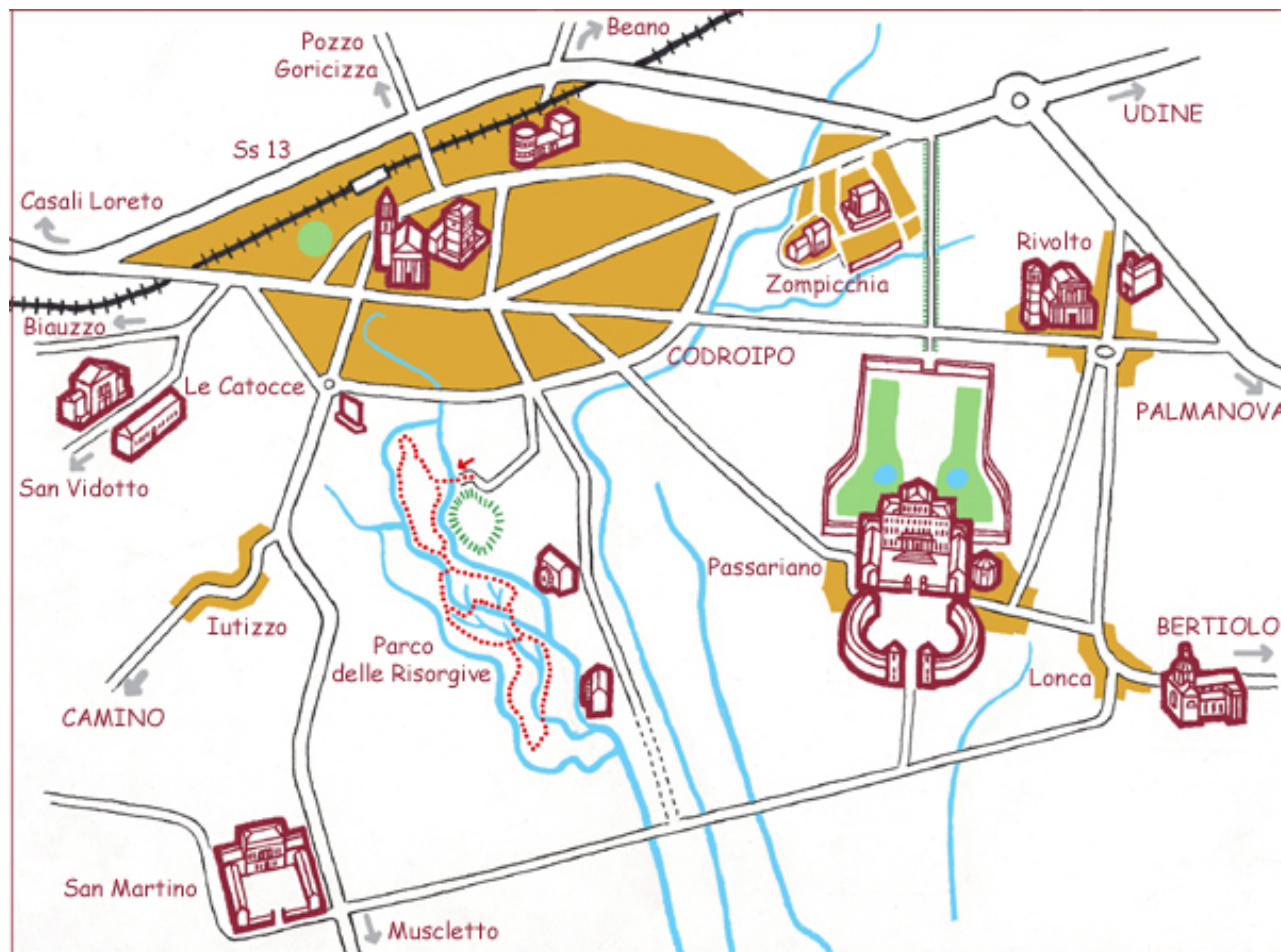 Beano
Pozzo
Goricizza
UDINE
Ss 13
Casali Loreto
Rivolto
Zompicchia
Biauzzo
CODROIPO
Le Catocce
PALMANOVA
San Vidotto
Passariano
Iutizzo
BERTIOLO
Parco
delle Risorgive
Lonca
CAMINO
San Martino
Muscletto